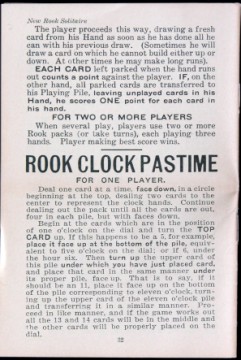 New Rook Solitaire
The player proceeds this way, drawing a fresh
card from his Hand as soon as he has done all he
can with his previous draw. (Sometimes he will
draw a card on which he cannot build either up or
down. At other times he may make long runs).
EACH CARD left parked when the hand runs
out counts a point against the player. IF, on the
other hand, all parked cards are transferred to
his Playing Pile, leaving unplayed cards in his
Hand, he scores ONE point for each card in
his hand.
FOR TWO OR MORE PLAYERS
When several play, players use two or more
Rook packs (or take turns), each playing three
hands. Player making best score wins.
ROOK CLOCK PASTIME
FOR ONE PLAYER.
Deal one card at a time, face down, in a circle
beginning at the top, dealing two cards to the
center to represent the clock hands. Continue
dealing out the pack until all the cards are out,
four in each pile, but with faces down.
Begin at the cards which are in the position
of one o'clock on the dial and turn the TOP
CARD up. If this happens to be a 5, for example,
place it face up at the bottom of the pile, equiv-
alent to five o'clock on the dial; or if 6, under
the hour six. Then turn up the upper card of
the pile under which you have just placed card,
and place that card in the same manner under
its proper pile, face up. That is to say, if it
should be an 11, place it face up on the bottom
of the pile corresponding to eleven o'clock, turn-
ing up the upper card of the eleven o'clock pile
and transferring it in a similar manner. Pro-
ceed in like manner, and if the game works out
all the 13 and 14 cards will be in the middle and
the other cards will be properly placed on the
dial.
32